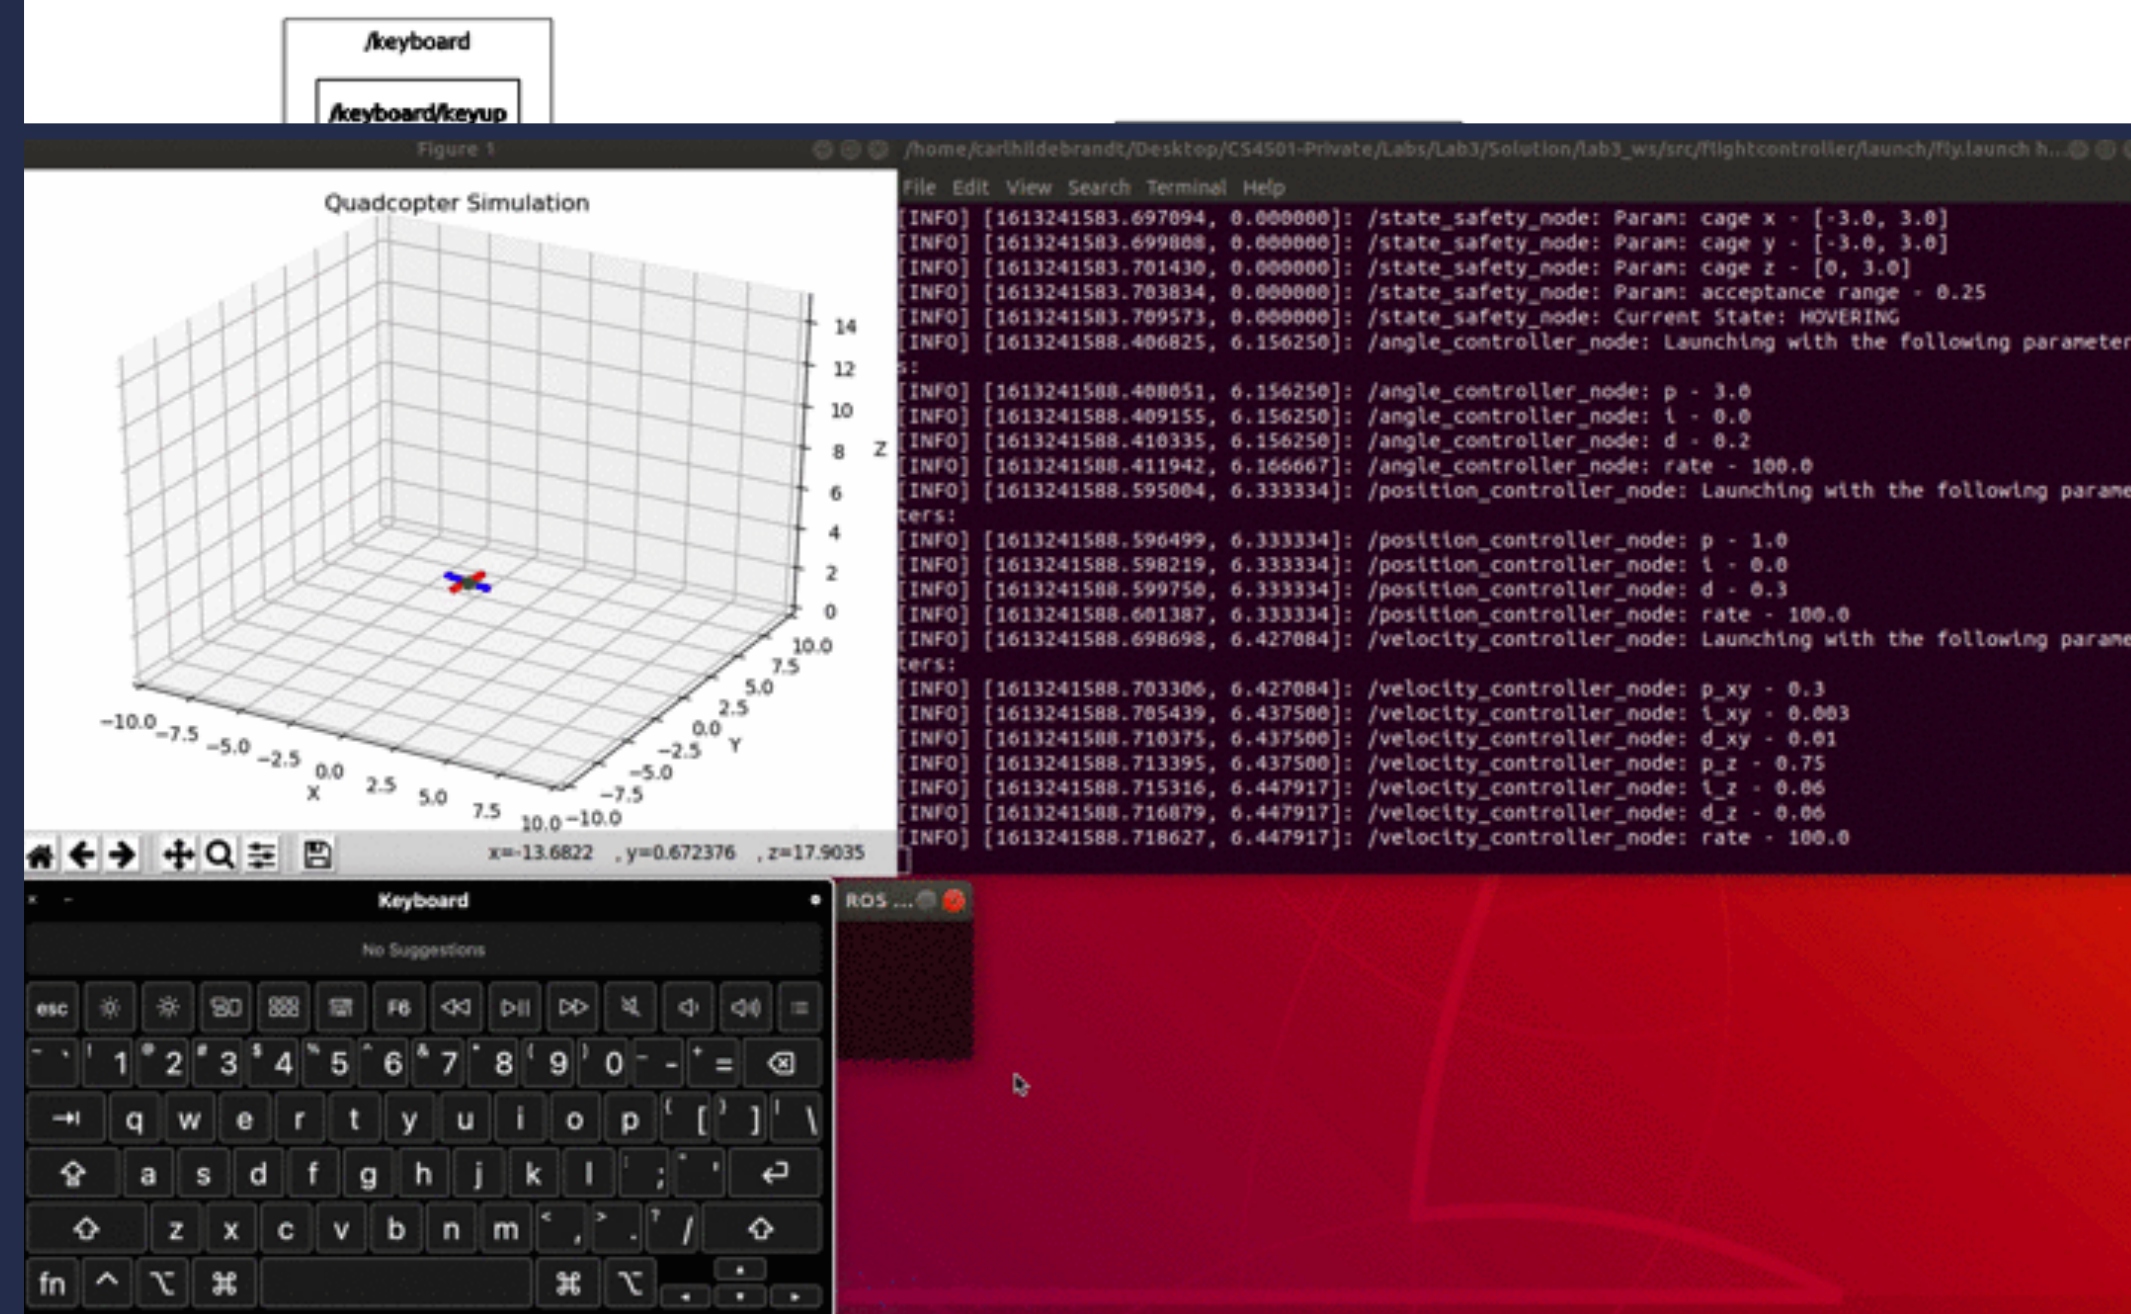 /keyboard
/keyboard/keyup
Figure 1
/home/carlhildebrandt/Desktop/CS4501-Private/Labs/Lab3/Solution/lab3_ws/src/flightcontroller/launch/fly.launch h...
File Edit View Search Terminal Help
Quadcopter Simulation
14
12
10
8
6
4
2
0
Z
10.0
7.5
5.0
2.5
0.0
−2.5
−5.0
−7.5
−10.0
Y
−10.0
−7.5
−5.0
−2.5
0.0
2.5
5.0
7.5
10.0
X
x=-13.6822 , y=0.672376 , z=17.9035
[INFO] [1613241583.697094, 0.000000]: /state_safety_node: Param: cage x - [-3.0, 3.0]
[INFO] [1613241583.699808, 0.000000]: /state_safety_node: Param: cage y - [-3.0, 3.0]
[INFO] [1613241583.701430, 0.000000]: /state_safety_node: Param: cage z - [0, 3.0]
[INFO] [1613241583.703834, 0.000000]: /state_safety_node: Param: acceptance range - 0.25
[INFO] [1613241583.709573, 0.000000]: /state_safety_node: Current State: HOVERING
[INFO] [1613241588.406825, 6.156250]: /angle_controller_node: Launching with the following parameter
s:
[INFO] [1613241588.408051, 6.156250]: /angle_controller_node: p - 3.0
[INFO] [1613241588.409155, 6.156250]: /angle_controller_node: i - 0.0
[INFO] [1613241588.410335, 6.156250]: /angle_controller_node: d - 0.2
[INFO] [1613241588.411942, 6.166667]: /angle_controller_node: rate - 100.0
[INFO] [1613241588.595004, 6.333334]: /position_controller_node: Launching with the following parame
ters:
[INFO] [1613241588.596499, 6.333334]: /position_controller_node: p - 1.0
[INFO] [1613241588.598219, 6.333334]: /position_controller_node: i - 0.0
[INFO] [1613241588.599750, 6.333334]: /position_controller_node: d - 0.3
[INFO] [1613241588.601387, 6.333334]: /position_controller_node: rate - 100.0
[INFO] [1613241588.698698, 6.427084]: /velocity_controller_node: Launching with the following parame
ters:
[INFO] [1613241588.703306, 6.427084]: /velocity_controller_node: p_xy - 0.3
[INFO] [1613241588.705439, 6.437500]: /velocity_controller_node: i_xy - 0.003
[INFO] [1613241588.710375, 6.437500]: /velocity_controller_node: d_xy - 0.01
[INFO] [1613241588.713395, 6.437500]: /velocity_controller_node: p_z - 0.75
[INFO] [1613241588.715316, 6.447917]: /velocity_controller_node: i_z - 0.06
[INFO] [1613241588.716879, 6.447917]: /velocity_controller_node: d_z - 0.06
[INFO] [1613241588.718627, 6.447917]: /velocity_controller_node: rate - 100.0
Keyboard
ROS ...
No Suggestions
esc F6
~ ` ! 1 @ 2 # 3 $ 4 % 5 ^ 6 & 7 * 8 ( 9 ) 0 _ - + =
q w e r t y u i o p { [ } ] | \
a s d f g h j k l : ; " '
z x c v b n m < , > . ? /
fn ^ ⌥ ⌘ ⌘ ⌥